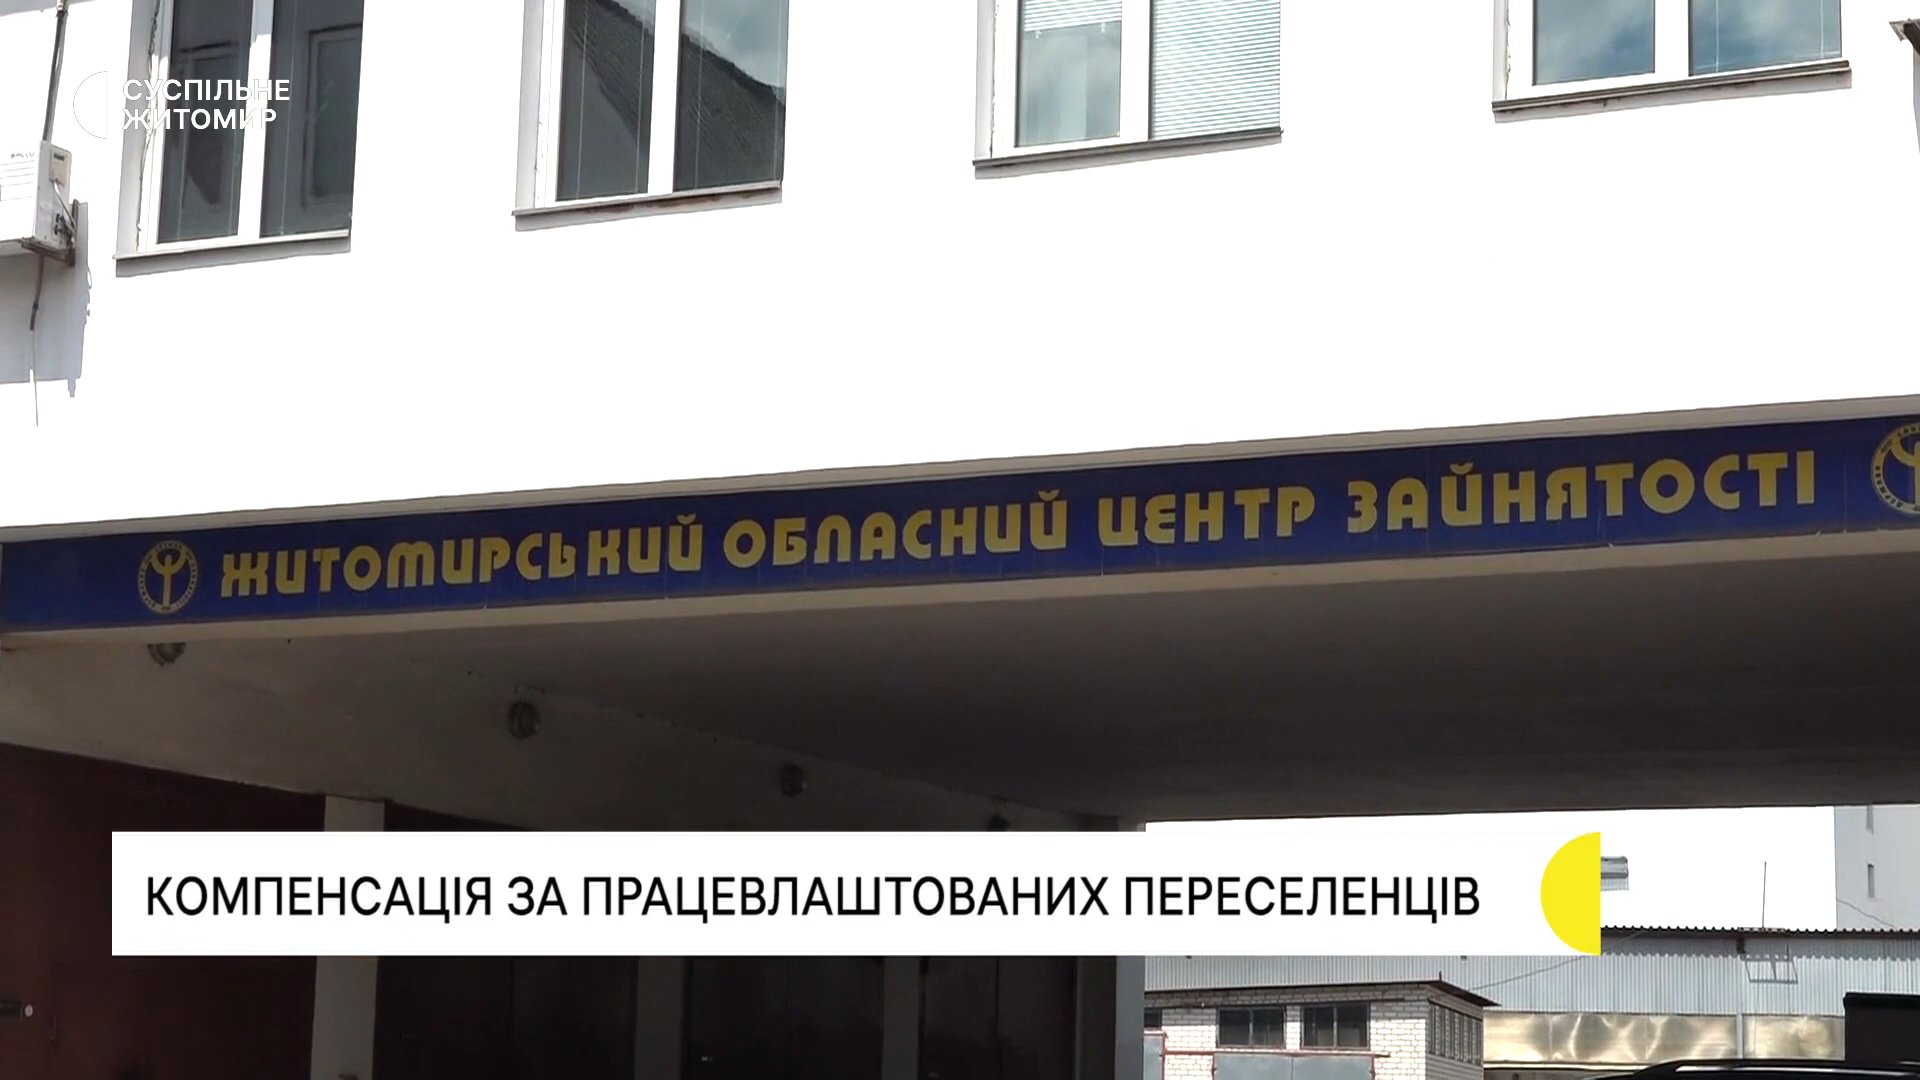 СУСПІЛЬНЕ
ЖИТОМИР
ЖИТОМИРСЬКИЙ ОБЛАСНИЙ ЦЕНТР ЗАЙНЯТОСТІ
КОМПЕНСАЦІЯ ЗА ПРАЦЕВЛАШТОВАНИХ ПЕРЕСЕЛЕНЦІВ